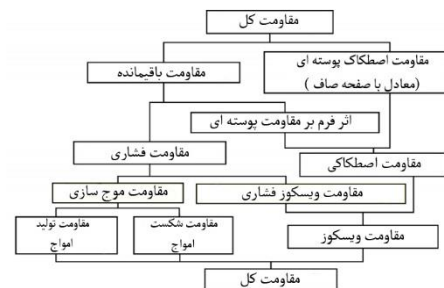 مقاومت کل
مقاومت اصطکاک پوسته ای
(معادل با صفحه صاف )
مقاومت باقیمانده
اثر فرم بر مقاومت پوسته ای
مقاومت فشاری
مقاومت اصطکاکی
مقاومت موج سازی
مقاومت ویسکوز فشاری
مقاومت تولید
امواج
مقاومت شکست
امواج
مقاومت ویسکوز
مقاومت کل